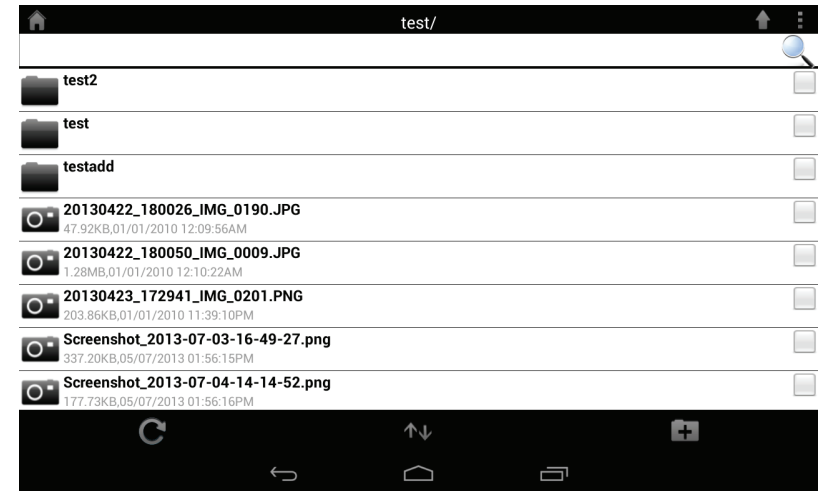 test/
test2
test
testadd
20130422_180026_IMG_0190.JPG
47.92KB,01/01/2010 12:09:56AM
20130422_180050_IMG_0009.JPG
1.28MB,01/01/2010 12:10:22AM
20130423_172941_IMG_0201.PNG
203.86KB,01/01/2010 11:39:10PM
Screenshot_2013-07-03-16-49-27.png
337.20KB,05/07/2013 01:56:15PM
Screenshot_2013-07-04-14-14-52.png
177.73KB,05/07/2013 01:56:16PM